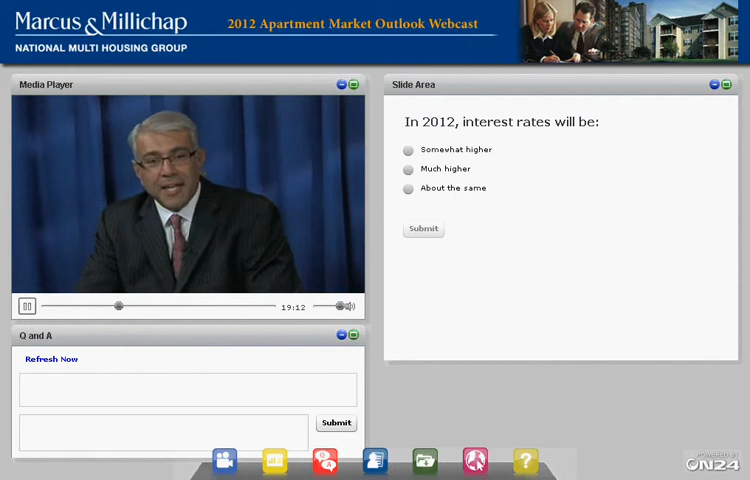 Marcus & Millichap
NATIONAL MULTI HOUSING GROUP
2012 Apartment Market Outlook Webcast
Media Player
19:12
Q and A
Refresh Now
Submit
Slide Area
In 2012, interest rates will be:
Somewhat higher
Much higher
About the same
Submit
Q
A
?
POWERED BY
ON24